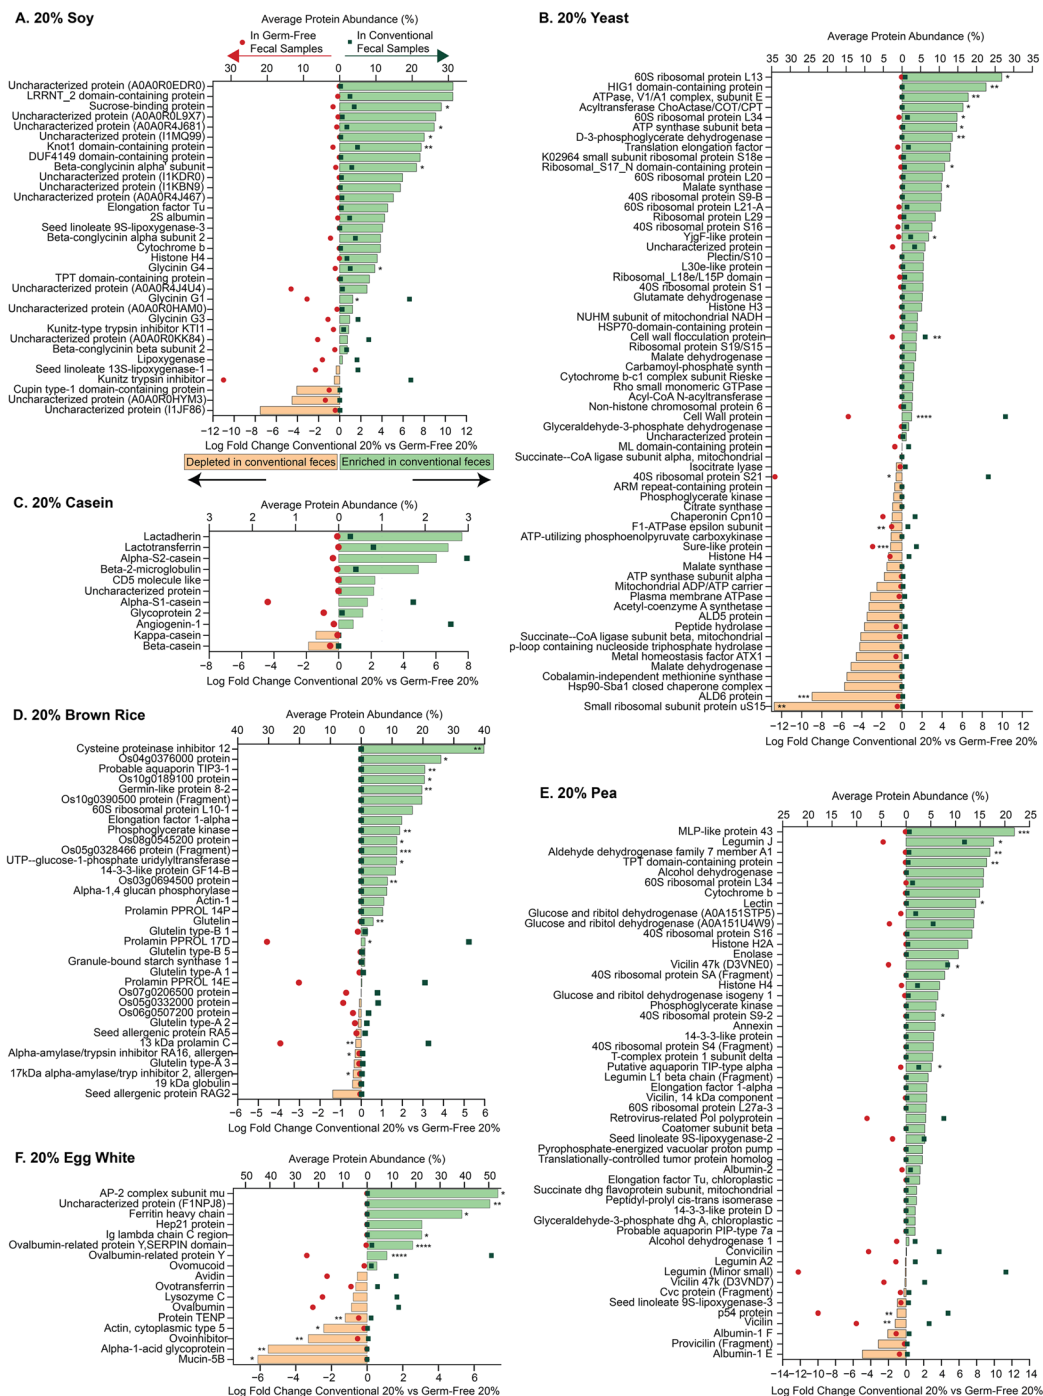 A. 20% Soy
Average Protein Abundance (%)
In Germ-Free Fecal Samples
In Conventional Fecal Samples
30 20 10 0 10 20 30
Uncharacterized protein (A0A0R0EDR0)
LRRNT_2 domain-containing protein
Sucrose-binding protein *
Uncharacterized protein (A0A0R0L9X7)
Uncharacterized protein (A0A0R4J681) *
Uncharacterized protein (I1MQ99) *
Knot1 domain-containing protein **
DUF4149 domain-containing protein
Beta-conglycinin alpha' subunit *
Uncharacterized protein (I1KDR0)
Uncharacterized protein (I1KBN9)
Uncharacterized protein (A0A0R4J467)
Elongation factor Tu
2S albumin
Seed linoleate 9S-lipoxygenase-3
Beta-conglycinin alpha subunit 2
Cytochrome b
Histone H4
Glycinin G4 *
TPT domain-containing protein
Uncharacterized protein (A0A0R4J4U4)
Glycinin G1 *
Uncharacterized protein (A0A0R0HAM0)
Glycinin G3
Kunitz-type trypsin inhibitor KTI1
Uncharacterized protein (A0A0R0KK84)
Beta-conglycinin beta subunit 2
Lipoxygenase
Seed linoleate 13S-lipoxygenase-1
Kunitz trypsin inhibitor
Cupin type-1 domain-containing protein
Uncharacterized protein (A0A0R0HYM3)
Uncharacterized protein (I1JF86)
−12 −10 −8 −6 −4 −2 0 2 4 6 8 10 12
Log Fold Change Conventional 20% vs Germ-Free 20%
Depleted in conventional feces
Enriched in conventional feces
B. 20% Yeast
Average Protein Abundance (%)
35 30 25 20 15 10 5 0 5 10 15 20 25 30 35
60S ribosomal protein L13 *
HIG1 domain-containing protein **
ATPase, V1/A1 complex, subunit E *
Acyltransferase ChoActase/COT/CPT *
60S ribosomal protein L34 *
ATP synthase subunit beta *
D-3-phosphoglycerate dehydrogenase **
Translation elongation factor
K02964 small subunit ribosomal protein S18e
Ribosomal_S17_N domain-containing protein *
60S ribosomal protein L20
Malate synthase *
40S ribosomal protein S9-B
60S ribosomal protein L21-A
Ribosomal protein L29
40S ribosomal protein S16
YjgF-like protein *
Uncharacterized protein
Plectin/S10
L30e-like protein
Ribosomal_L18e/L15P domain
40S ribosomal protein S1
Glutamate dehydrogenase
Histone H3
NUHM subunit of mitochondrial NADH
HSP70-domain-containing protein
Cell wall flocculation protein **
Ribosomal protein S19/S15
Malate dehydrogenase
Carbamoyl-phosphate synth
Cytochrome b-c1 complex subunit Rieske
Rho small monomeric GTPase
Acyl-CoA N-acyltransferase
Non-histone chromosomal protein 6
Cell Wall protein ****
Glyceraldehyde-3-phosphate dehydrogenase
Uncharacterized protein
ML domain-containing protein
Succinate--CoA ligase subunit alpha, mitochondrial
Isocitrate lyase
40S ribosomal protein S21 *
ARM repeat-containing protein
Phosphoglycerate kinase
Citrate synthase
Chaperonin Cpn10
F1-ATPase epsilon subunit **
ATP-utilizing phosphoenolpyruvate carboxykinase
Sure-like protein ***
Histone H4
Malate synthase
ATP synthase subunit alpha
Mitochondrial ADP/ATP carrier
Plasma membrane ATPase
Acetyl-coenzyme A synthetase
ALD5 protein
Peptide hydrolase
Succinate--CoA ligase subunit beta, mitochondrial
p-loop containing nucleoside triphosphate hydrolase
Metal homeostasis factor ATX1
Malate dehydrogenase
Cobalamin-independent methionine synthase
Hsp90-Sba1 closed chaperone complex
ALD6 protein ***
Small ribosomal subunit protein uS15 **
−12 −10 −8 −6 −4 −2 0 2 4 6 8 10 12
Log Fold Change Conventional 20% vs Germ-Free 20%
C. 20% Casein
Average Protein Abundance (%)
3 2 1 0 1 2 3
Lactadherin
Lactotransferrin
Alpha-S2-casein
Beta-2-microglobulin
CD5 molecule like
Uncharacterized protein
Alpha-S1-casein
Glycoprotein 2
Angiogenin-1
Kappa-casein
Beta-casein
−8 −6 −4 −2 0 2 4 6 8
Log Fold Change Conventional 20% vs Germ-Free 20%
D. 20% Brown Rice
Average Protein Abundance (%)
40 30 20 10 0 10 20 30 40
Cysteine proteinase inhibitor 12 **
Os04g0376000 protein *
Probable aquaporin TIP3-1 **
Os10g0189100 protein *
Germin-like protein 8-2 **
Os10g0390500 protein (Fragment)
60S ribosomal protein L10-1
Elongation factor 1-alpha
Phosphoglycerate kinase **
Os08g0545200 protein *
Os05g0328466 protein (Fragment) ***
UTP--glucose-1-phosphate uridylyltransferase *
14-3-3-like protein GF14-B
Os03g0694500 protein **
Alpha-1,4 glucan phosphorylase
Actin-1
Prolamin PPROL 14P
Glutelin **
Glutelin type-B 1
Prolamin PPROL 17D *
Glutelin type-B 5
Granule-bound starch synthase 1
Glutelin type-A 1
Prolamin PPROL 14E
Os07g0206500 protein
Os05g0332000 protein
Os06g0507200 protein
Glutelin type-A 2
Seed allergenic protein RA5
13 kDa prolamin C **
Alpha-amylase/trypsin inhibitor RA16, allergen *
Glutelin type-A 3
17kDa alpha-amylase/tryp inhibitor 2, allergen *
19 kDa globulin
Seed allergenic protein RAG2
−6 −5 −4 −3 −2 −1 0 1 2 3 4 5 6
Log Fold Change Conventional 20% vs Germ-Free 20%
E. 20% Pea
Average Protein Abundance (%)
25 20 15 10 5 0 5 10 15 20 25
MLP-like protein 43 ***
Legumin J *
Aldehyde dehydrogenase family 7 member A1 **
TPT domain-containing protein **
Alcohol dehydrogenase
60S ribosomal protein L34
Cytochrome b
Lectin *
Glucose and ribitol dehydrogenase (A0A151STP5)
Glucose and ribitol dehydrogenase (A0A151U4W9)
40S ribosomal protein S16
Histone H2A
Enolase
Vicilin 47k (D3VNE0) *
40S ribosomal protein SA (Fragment)
Histone H4
Glucose and ribitol dehydrogenase isogeny 1
Phosphoglycerate kinase
40S ribosomal protein S9-2 *
Annexin
14-3-3-like protein
40S ribosomal protein S4 (Fragment)
T-complex protein 1 subunit delta
Putative aquaporin TIP-type alpha *
Legumin L1 beta chain (Fragment)
Elongation factor 1-alpha
Vicilin, 14 kDa component
60S ribosomal protein L27a-3
Retrovirus-related Pol polyprotein
Coatomer subunit beta
Seed linoleate 9S-lipoxygenase-2
Pyrophosphate-energized vacuolar proton pump
Translationally-controlled tumor protein homolog
Albumin-2
Elongation factor Tu, chloroplastic
Succinate dhg flavoprotein subunit, mitochondrial
Peptidyl-prolyl cis-trans isomerase
14-3-3-like protein D
Glyceraldehyde-3-phosphate dhg A, chloroplastic
Probable aquaporin PIP-type 7a
Alcohol dehydrogenase 1
Convicilin
Legumin A2
Legumin (Minor small)
Vicilin 47k (D3VND7)
Cvc protein (Fragment)
Seed linoleate 9S-lipoxygenase-3
p54 protein **
Vicilin **
Albumin-1 F
Provicilin (Fragment)
Albumin-1 E
−14 −12 −10 −8 −6 −4 −2 0 2 4 6 8 10 12 14
Log Fold Change Conventional 20% vs Germ-Free 20%
F. 20% Egg White
Average Protein Abundance (%)
50 40 30 20 10 0 10 20 30 40 50
AP-2 complex subunit mu *
Uncharacterized protein (F1NPJ8) **
Ferritin heavy chain *
Hep21 protein
Ig lambda chain C region *
Ovalbumin-related protein Y,SERPIN domain ****
Ovalbumin-related protein Y ****
Ovomucoid
Avidin
Ovotransferrin
Lysozyme C
Ovalbumin
Protein TENP **
Actin, cytoplasmic type 5 *
Ovoinhibitor **
Alpha-1-acid glycoprotein **
Mucin-5B *
−14 −12 −10 −8 −6 −4 −2 0 2 4 6
Log Fold Change Conventional 20% vs Germ-Free 20%